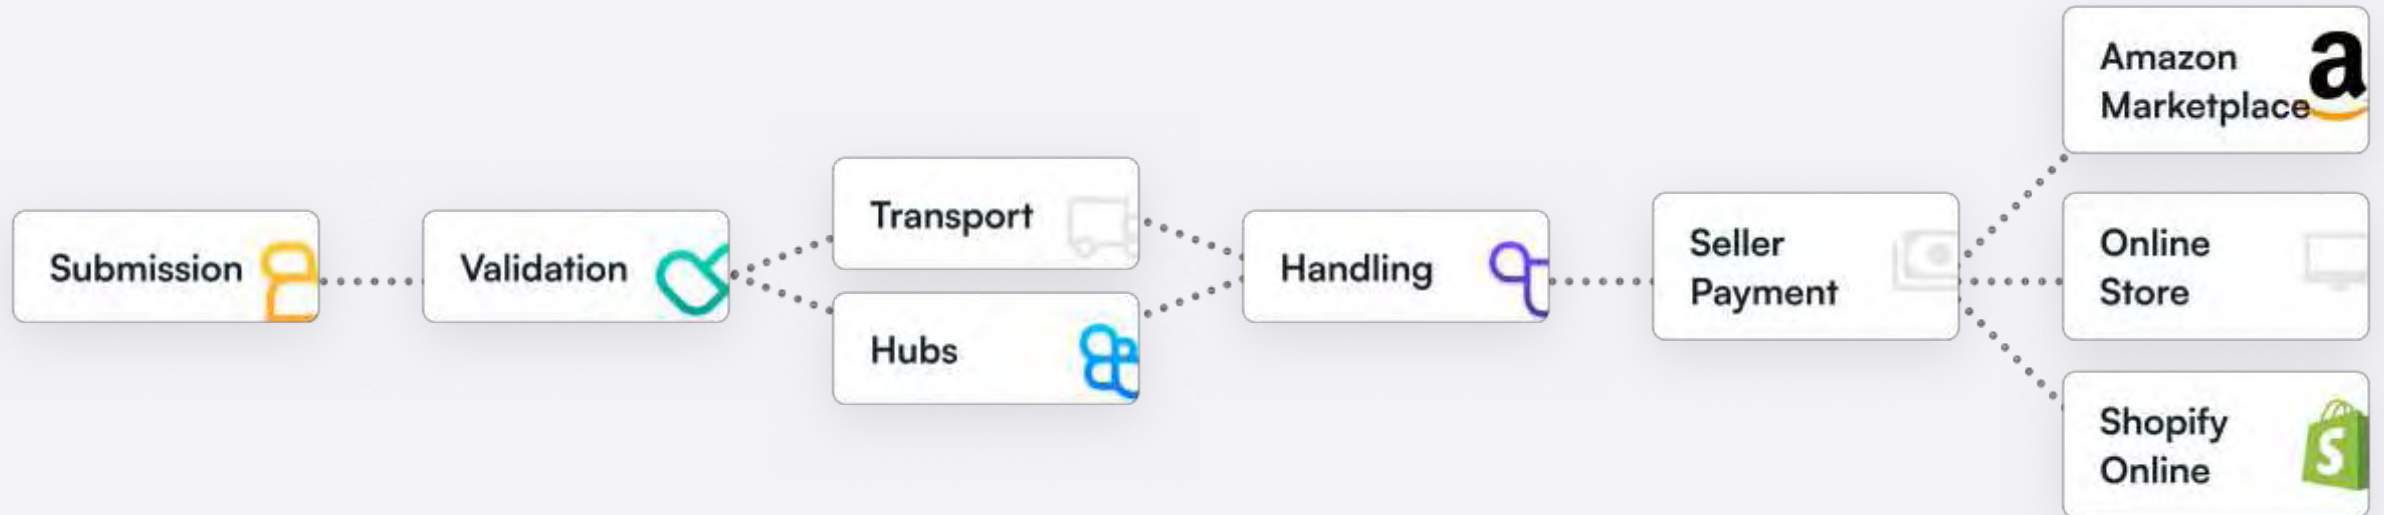 Submission
Validation
Transport
Hubs
Handling
Seller
Payment
Amazon
Marketplace
a
Online
Store
Shopify
Online
S